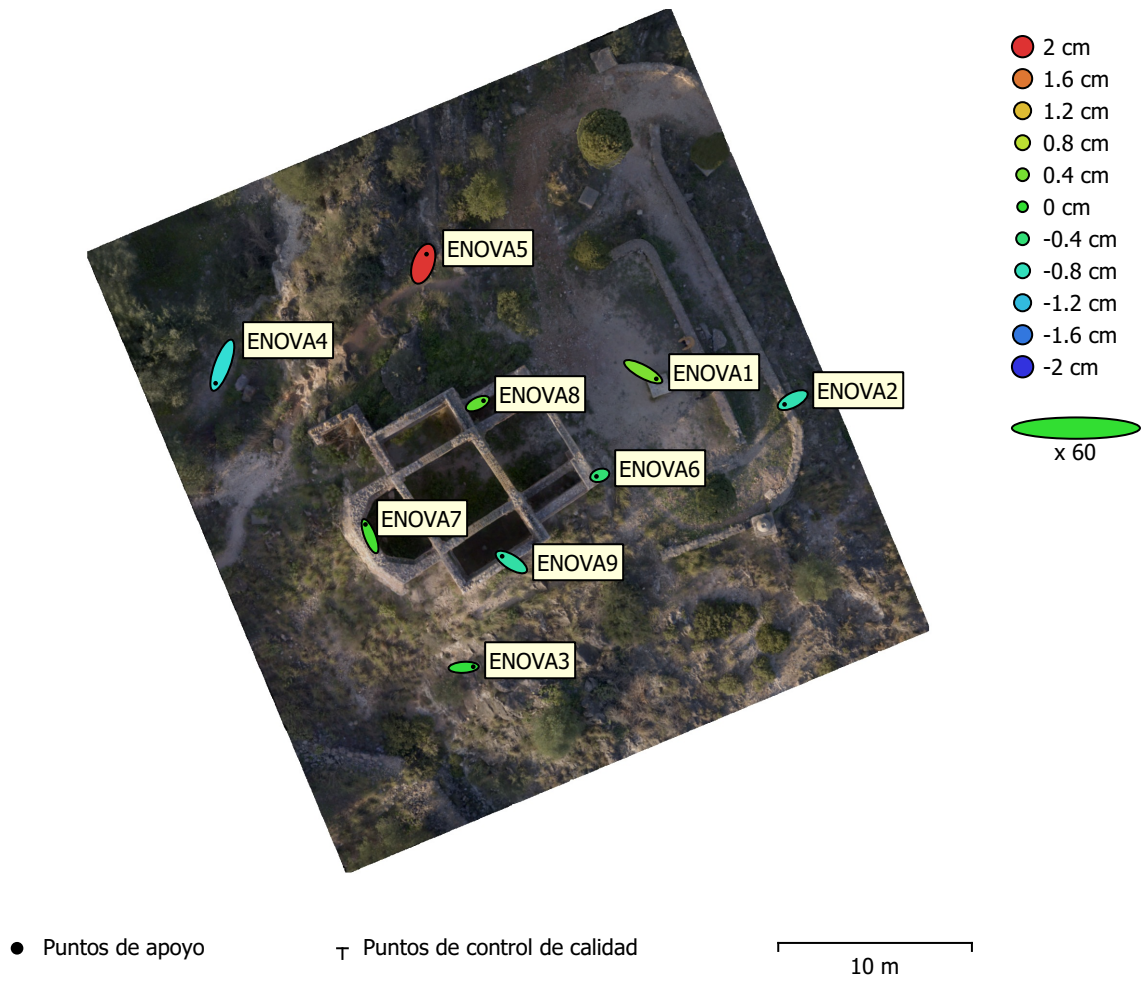 2 cm
1.6 cm
1.2 cm
0.8 cm
0.4 cm
0 cm
-0.4 cm
-0.8 cm
-1.2 cm
-1.6 cm
-2 cm
x 60
ENOVA5
ENOVA4
ENOVA1
ENOVA8
ENOVA2
ENOVA6
ENOVA7
ENOVA9
ENOVA3
Puntos de apoyo
Puntos de control de calidad
10 m